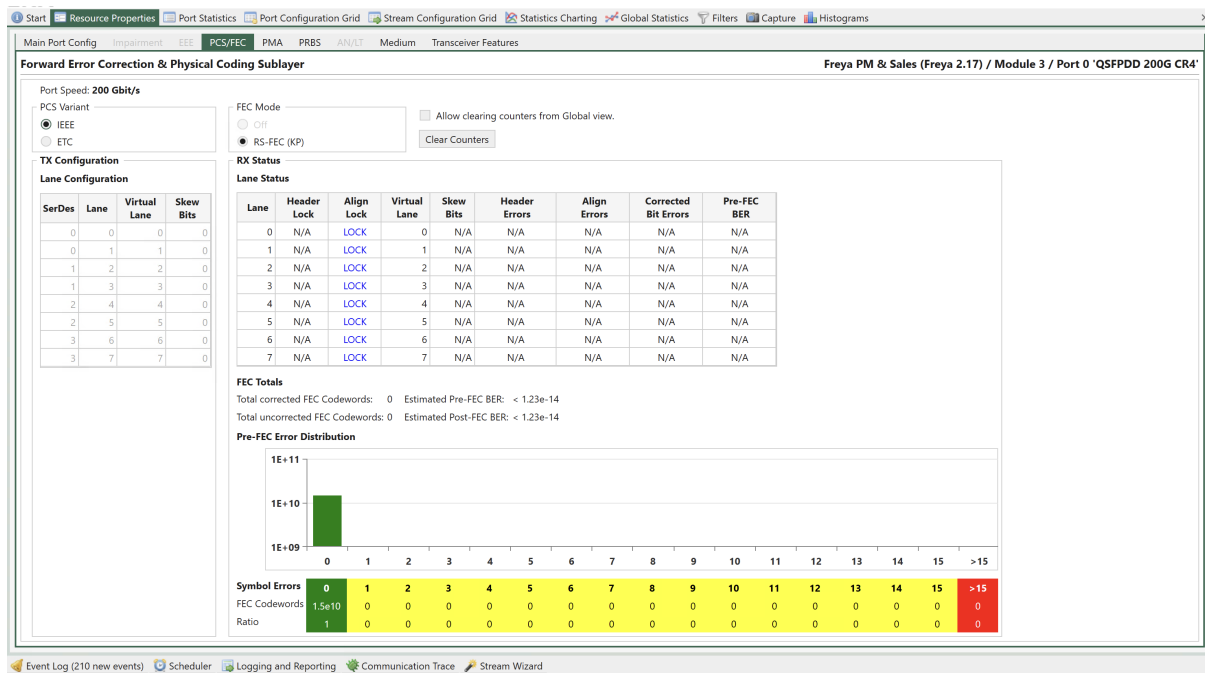 Start Resource Properties Port Statistics Port Configuration Grid Stream Configuration Grid Statistics Charting Global Statistics Filters Capture Histograms
Main Port Config Impairment EEE PCS/FEC PMA PRBS AN/LT Medium Transceiver Features
Forward Error Correction & Physical Coding Sublayer Freya PM & Sales (Freya 2.17) / Module 3 / Port 0 'QSFPDD 200G CR4'
Port Speed: 200 Gbit/s
PCS Variant
IEEE
ETC
FEC Mode
Off
RS-FEC (KP)
Allow clearing counters from Global view.
Clear Counters
TX Configuration
Lane Configuration
SerDes Lane Virtual Lane Skew Bits
0 0 0 0
0 1 1 0
1 2 2 0
1 3 3 0
2 4 4 0
2 5 5 0
3 6 6 0
3 7 7 0
RX Status
Lane Status
Lane Header Lock Align Lock Virtual Lane Skew Bits Header Errors Align Errors Corrected Bit Errors Pre-FEC BER
0 N/A LOCK 0 N/A N/A N/A N/A N/A
1 N/A LOCK 1 N/A N/A N/A N/A N/A
2 N/A LOCK 2 N/A N/A N/A N/A N/A
3 N/A LOCK 3 N/A N/A N/A N/A N/A
4 N/A LOCK 4 N/A N/A N/A N/A N/A
5 N/A LOCK 5 N/A N/A N/A N/A N/A
6 N/A LOCK 6 N/A N/A N/A N/A N/A
7 N/A LOCK 7 N/A N/A N/A N/A N/A
FEC Totals
Total corrected FEC Codewords: 0 Estimated Pre-FEC BER: < 1.23e-14
Total uncorrected FEC Codewords: 0 Estimated Post-FEC BER: < 1.23e-14
Pre-FEC Error Distribution
1E+11
1E+10
1E+09
0 1 2 3 4 5 6 7 8 9 10 11 12 13 14 15 >15
Symbol Errors 0 1 2 3 4 5 6 7 8 9 10 11 12 13 14 15 >15
FEC Codewords 1.5e10 0 0 0 0 0 0 0 0 0 0 0 0 0 0 0 0
Ratio 1 0 0 0 0 0 0 0 0 0 0 0 0 0 0 0 0
Event Log (210 new events) Scheduler Logging and Reporting Communication Trace Stream Wizard